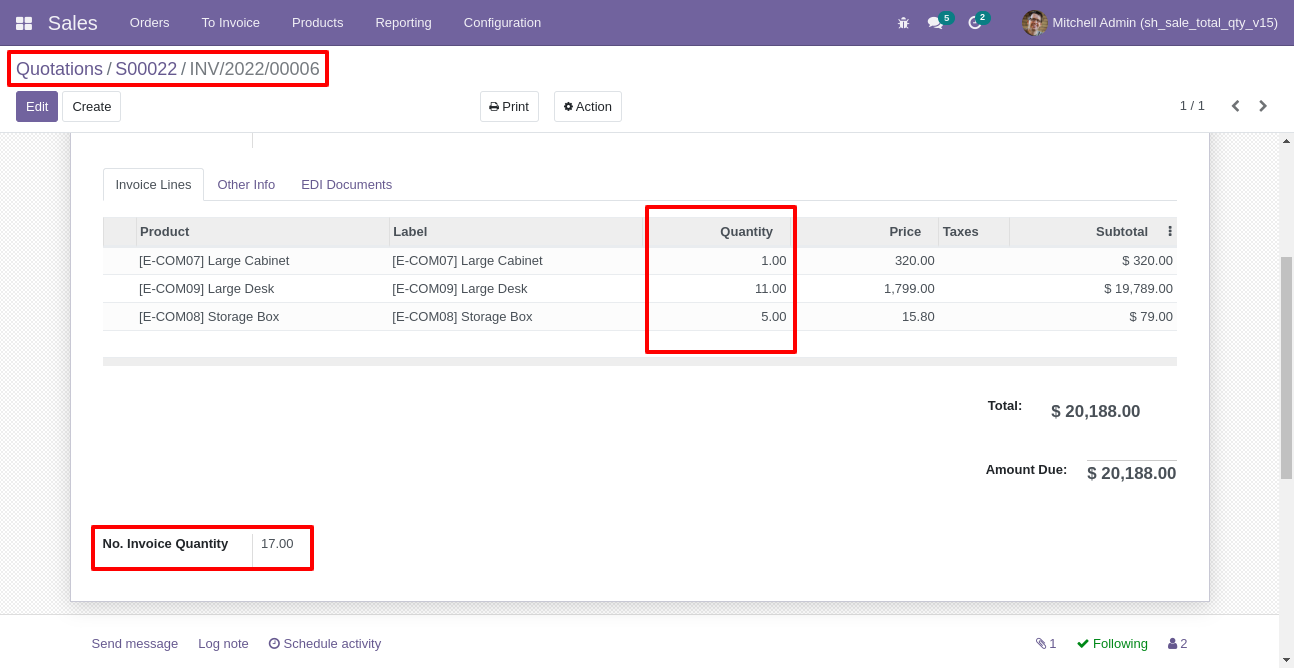 Sales Orders To Invoice Products Reporting Configuration 5 2 Mitchell Admin (sh_sale_total_qty_v15)
Quotations / S00022 / INV/2022/00006
Edit Create Print Action 1 / 1
Invoice Lines Other Info EDI Documents
Product Label Quantity Price Taxes Subtotal
[E-COM07] Large Cabinet [E-COM07] Large Cabinet 1.00 320.00 $ 320.00
[E-COM09] Large Desk [E-COM09] Large Desk 11.00 1,799.00 $ 19,789.00
[E-COM08] Storage Box [E-COM08] Storage Box 5.00 15.80 $ 79.00
Total: $ 20,188.00
Amount Due: $ 20,188.00
No. Invoice Quantity 17.00
Send message Log note Schedule activity 1 Following 2